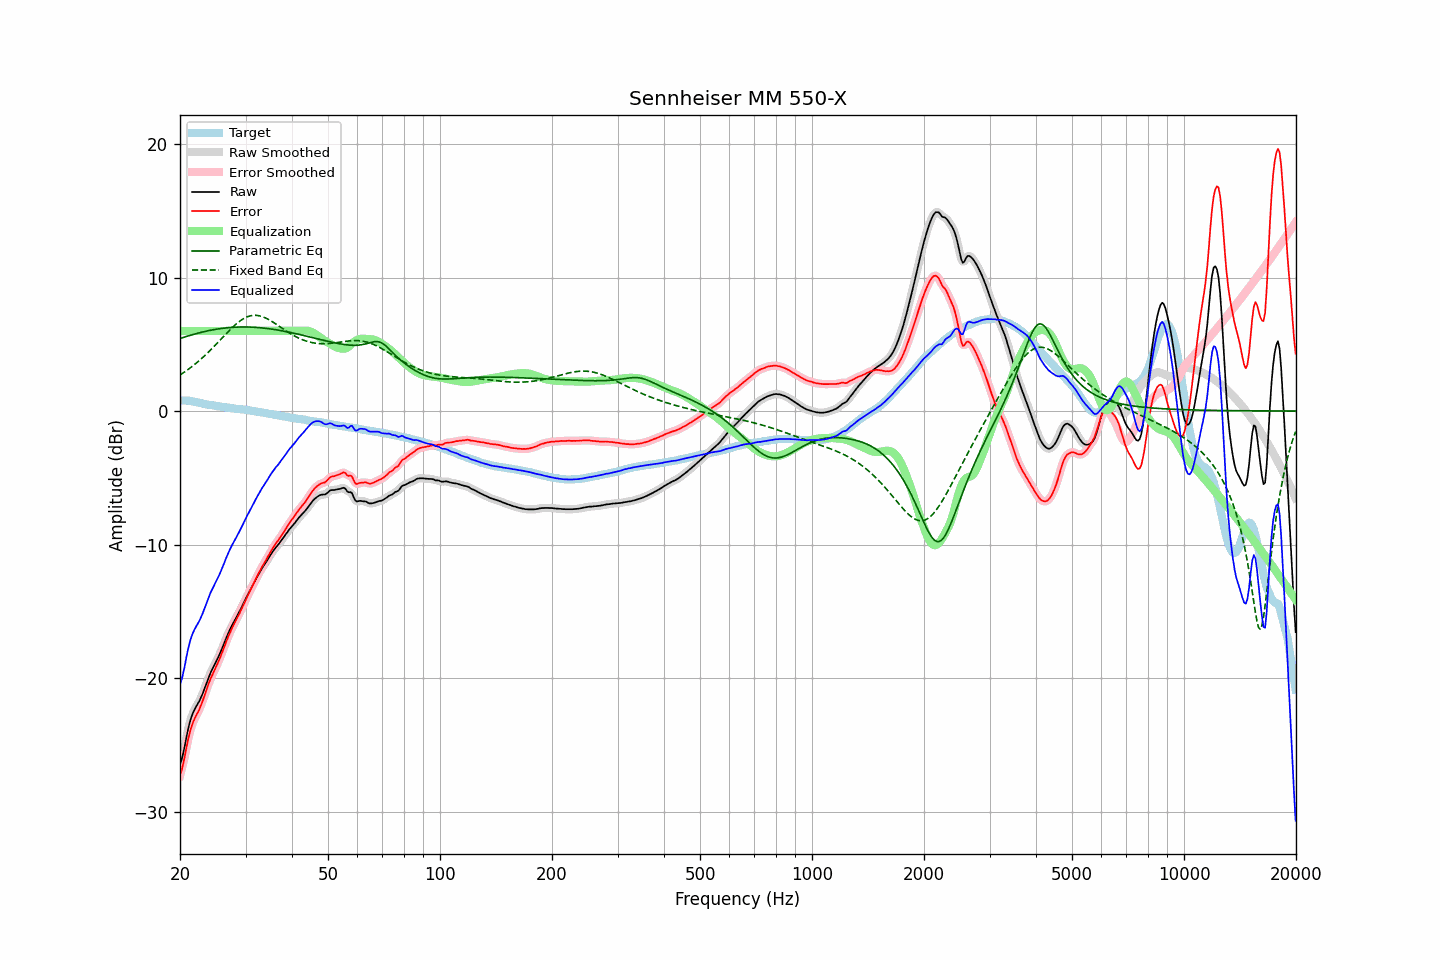 Sennheiser MM 550-X
Target
Raw Smoothed
Error Smoothed
Raw
Error
Equalization
Parametric Eq
Fixed Band Eq
Equalized
Amplitude (dBr)
20
10
0
−10
−20
−30
20
50
100
200
500
1000
2000
5000
10000
20000
Frequency (Hz)